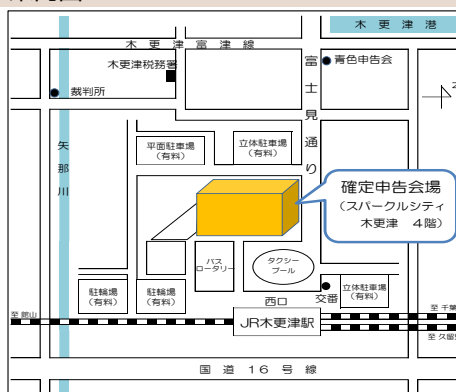 木更津港
木更津富津線
木更津税務署
富士見通り
青色申告会
裁判所
矢那川
平面駐車場
(有料)
立体駐車場
(有料)
確定申告会場
(スパークルシティ
木更津 4階)
バス
ロータリー
タクシー
プール
駐輪場
(有料)
駐輪場
(有料)
西口
交番
立体駐車場
(有料)
至 館山
JR木更津駅
至 千葉
国道16号線